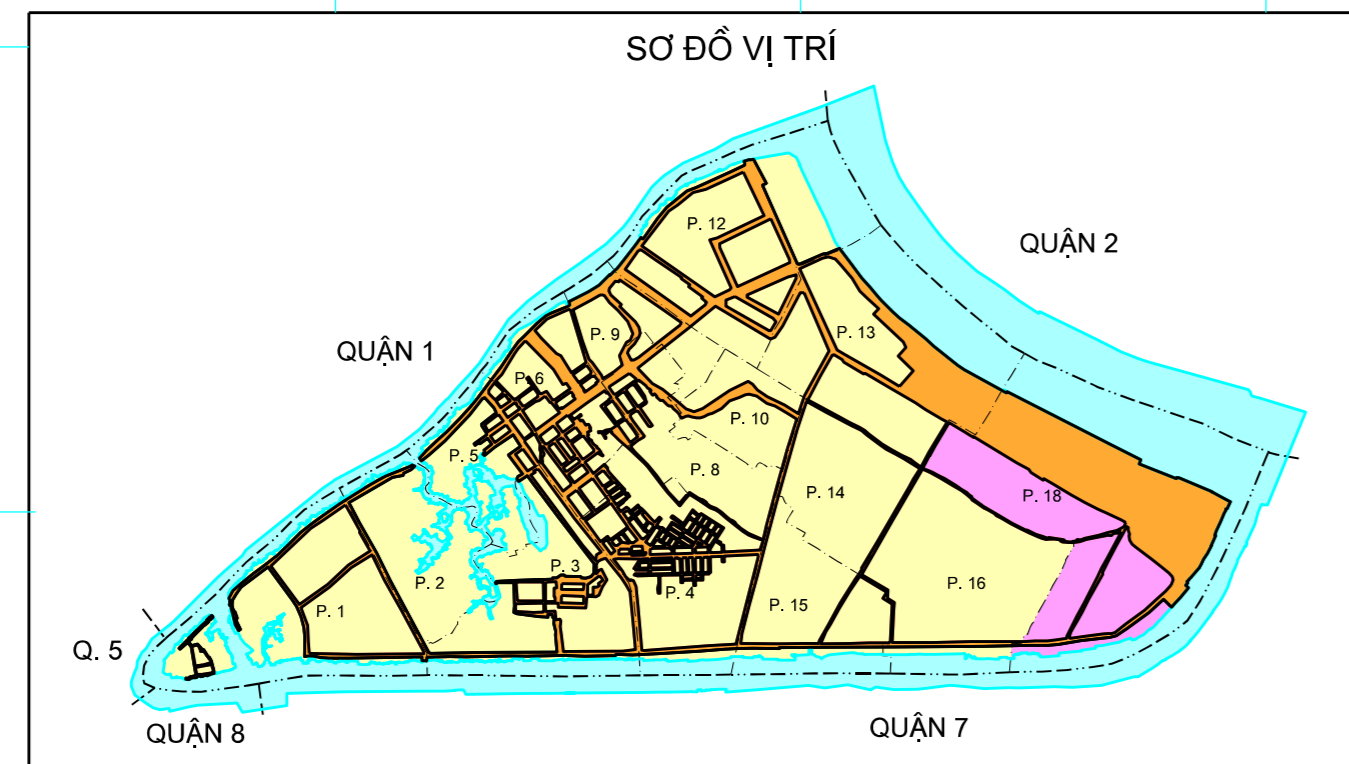 SƠ ĐỒ VỊ TRÍ
P. 12
QUẬN 2
P. 13
P. 9
QUẬN 1
P. 6
P. 10
P. 5
P. 8
P. 14
P. 18
P. 3
P. 2
P. 16
P. 4
P. 15
P. 1
Q. 5
QUẬN 7
QUẬN 8